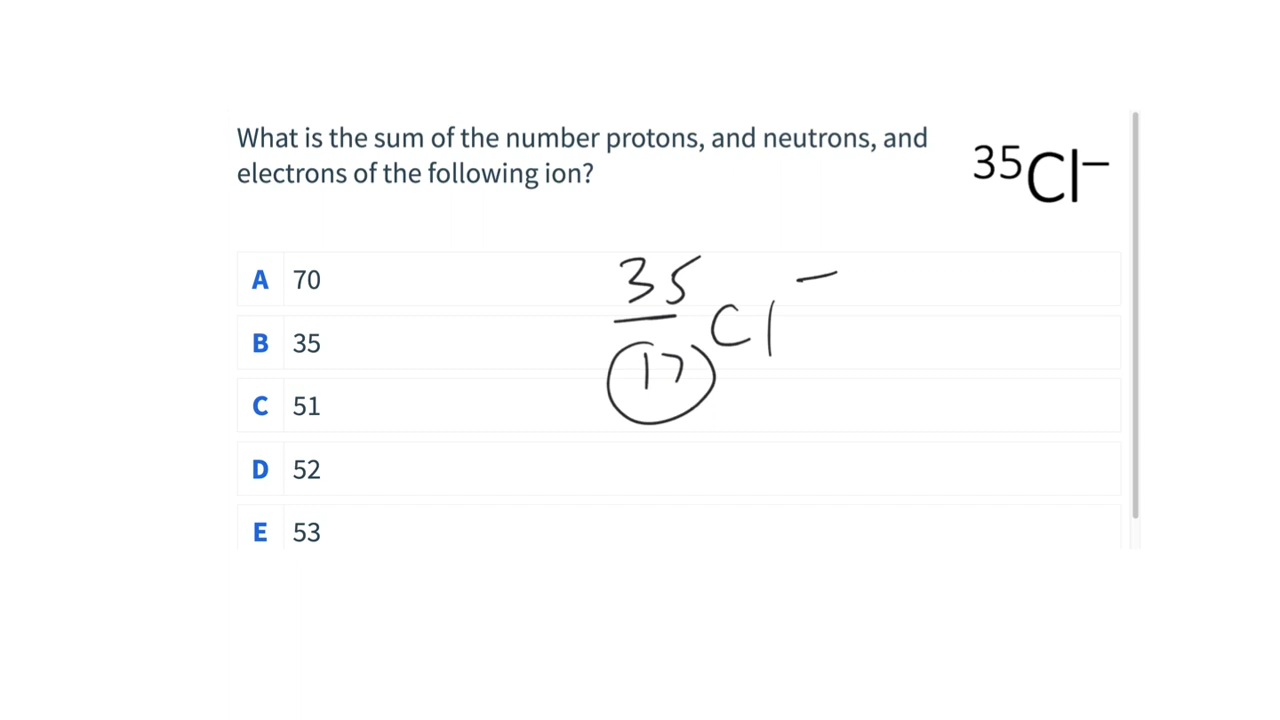 What is the sum of the number protons, and neutrons, and
electrons of the following ion?
35Cl−
A 70
B 35
C 51
D 52
E 53
35
17 Cl −